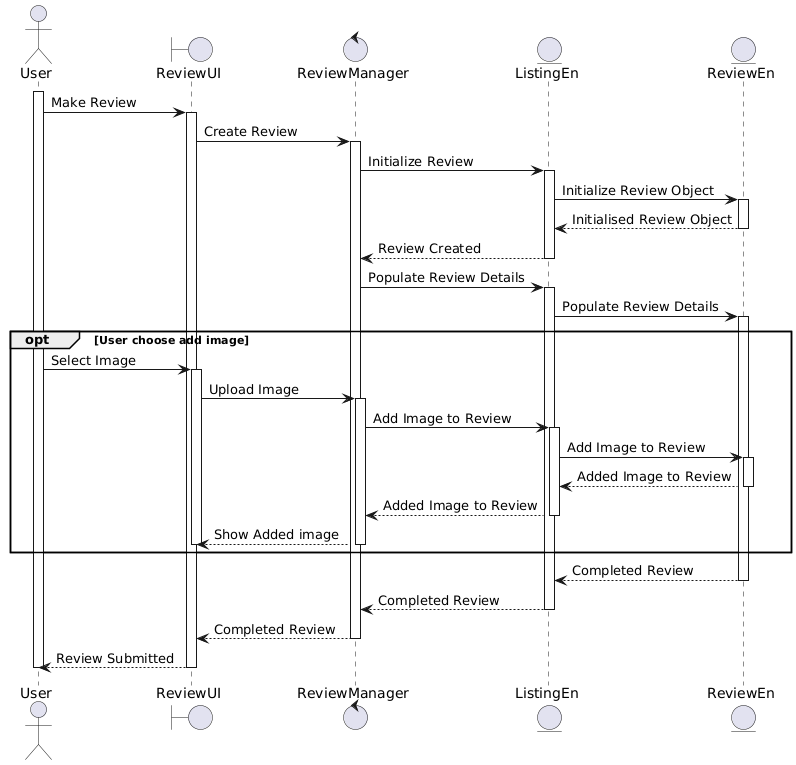 User
ReviewUI
ReviewManager
ListingEn
ReviewEn
Make Review
Create Review
Initialize Review
Initialize Review Object
Initialised Review Object
Review Created
Populate Review Details
Populate Review Details
opt
[User choose add image]
Select Image
Upload Image
Add Image to Review
Add Image to Review
Added Image to Review
Added Image to Review
Show Added image
Completed Review
Completed Review
Completed Review
Review Submitted
User
ReviewUI
ReviewManager
ListingEn
ReviewEn